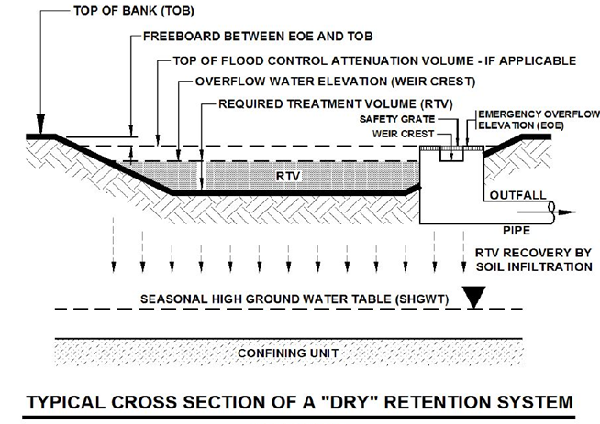 TOP OF BANK (TOB)
FREEBOARD BETWEEN EOE AND TOB
TOP OF FLOOD CONTROL ATTENUATION VOLUME - IF APPLICABLE
OVERFLOW WATER ELEVATION (WEIR CREST)
REQUIRED TREATMENT VOLUME (RTV)
SAFETY GRATE
WEIR CREST
EMERGENCY OVERFLOW
ELEVATION (EOE)
RTV
OUTFALL
PIPE
RTV RECOVERY BY
SOIL INFILTRATION
SEASONAL HIGH GROUND WATER TABLE (SHGWT)
CONFINING UNIT
TYPICAL CROSS SECTION OF A "DRY" RETENTION SYSTEM